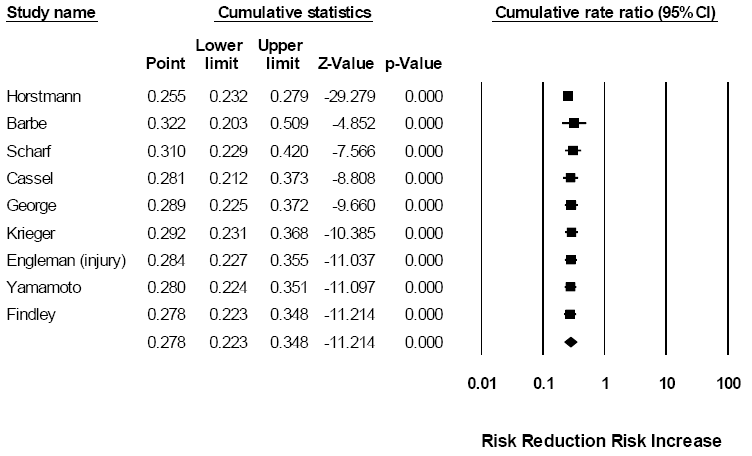 Study name Cumulative statistics Cumulative rate ratio (95%CI)
Lower Upper
Point limit limit Z-Value p-Value
Horstmann 0.255 0.232 0.279 -29.279 0.000
Barbe 0.322 0.203 0.509 -4.852 0.000
Scharf 0.310 0.229 0.420 -7.566 0.000
Cassel 0.281 0.212 0.373 -8.808 0.000
George 0.289 0.225 0.372 -9.660 0.000
Krieger 0.292 0.231 0.368 -10.385 0.000
Engleman (injury) 0.284 0.227 0.355 -11.037 0.000
Yamamoto 0.280 0.224 0.351 -11.097 0.000
Findley 0.278 0.223 0.348 -11.214 0.000
0.278 0.223 0.348 -11.214 0.000
0.01 0.1 1 10 100
Risk Reduction Risk Increase